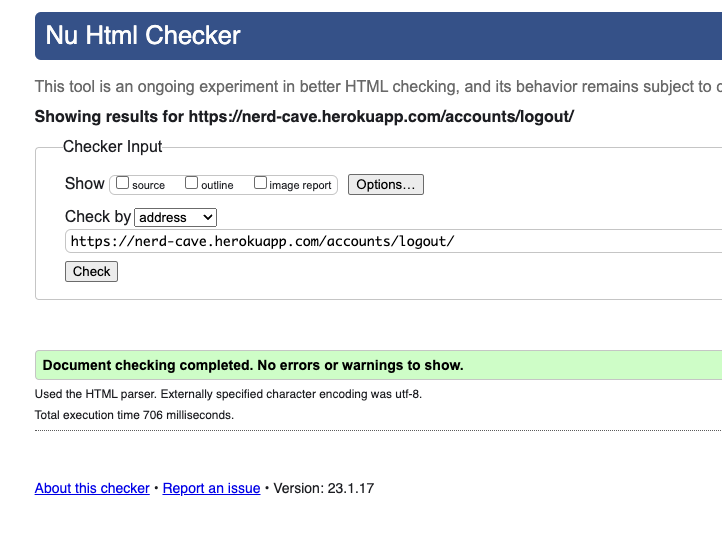 Nu Html Checker
This tool is an ongoing experiment in better HTML checking, and its behavior remains subject to
Showing results for https://nerd-cave.herokuapp.com/accounts/logout/
Checker Input
Show source outline image report Options...
Check by address
https://nerd-cave.herokuapp.com/accounts/logout/
Check
Document checking completed. No errors or warnings to show.
Used the HTML parser. Externally specified character encoding was utf-8.
Total execution time 706 milliseconds.
About this checker • Report an issue • Version: 23.1.17